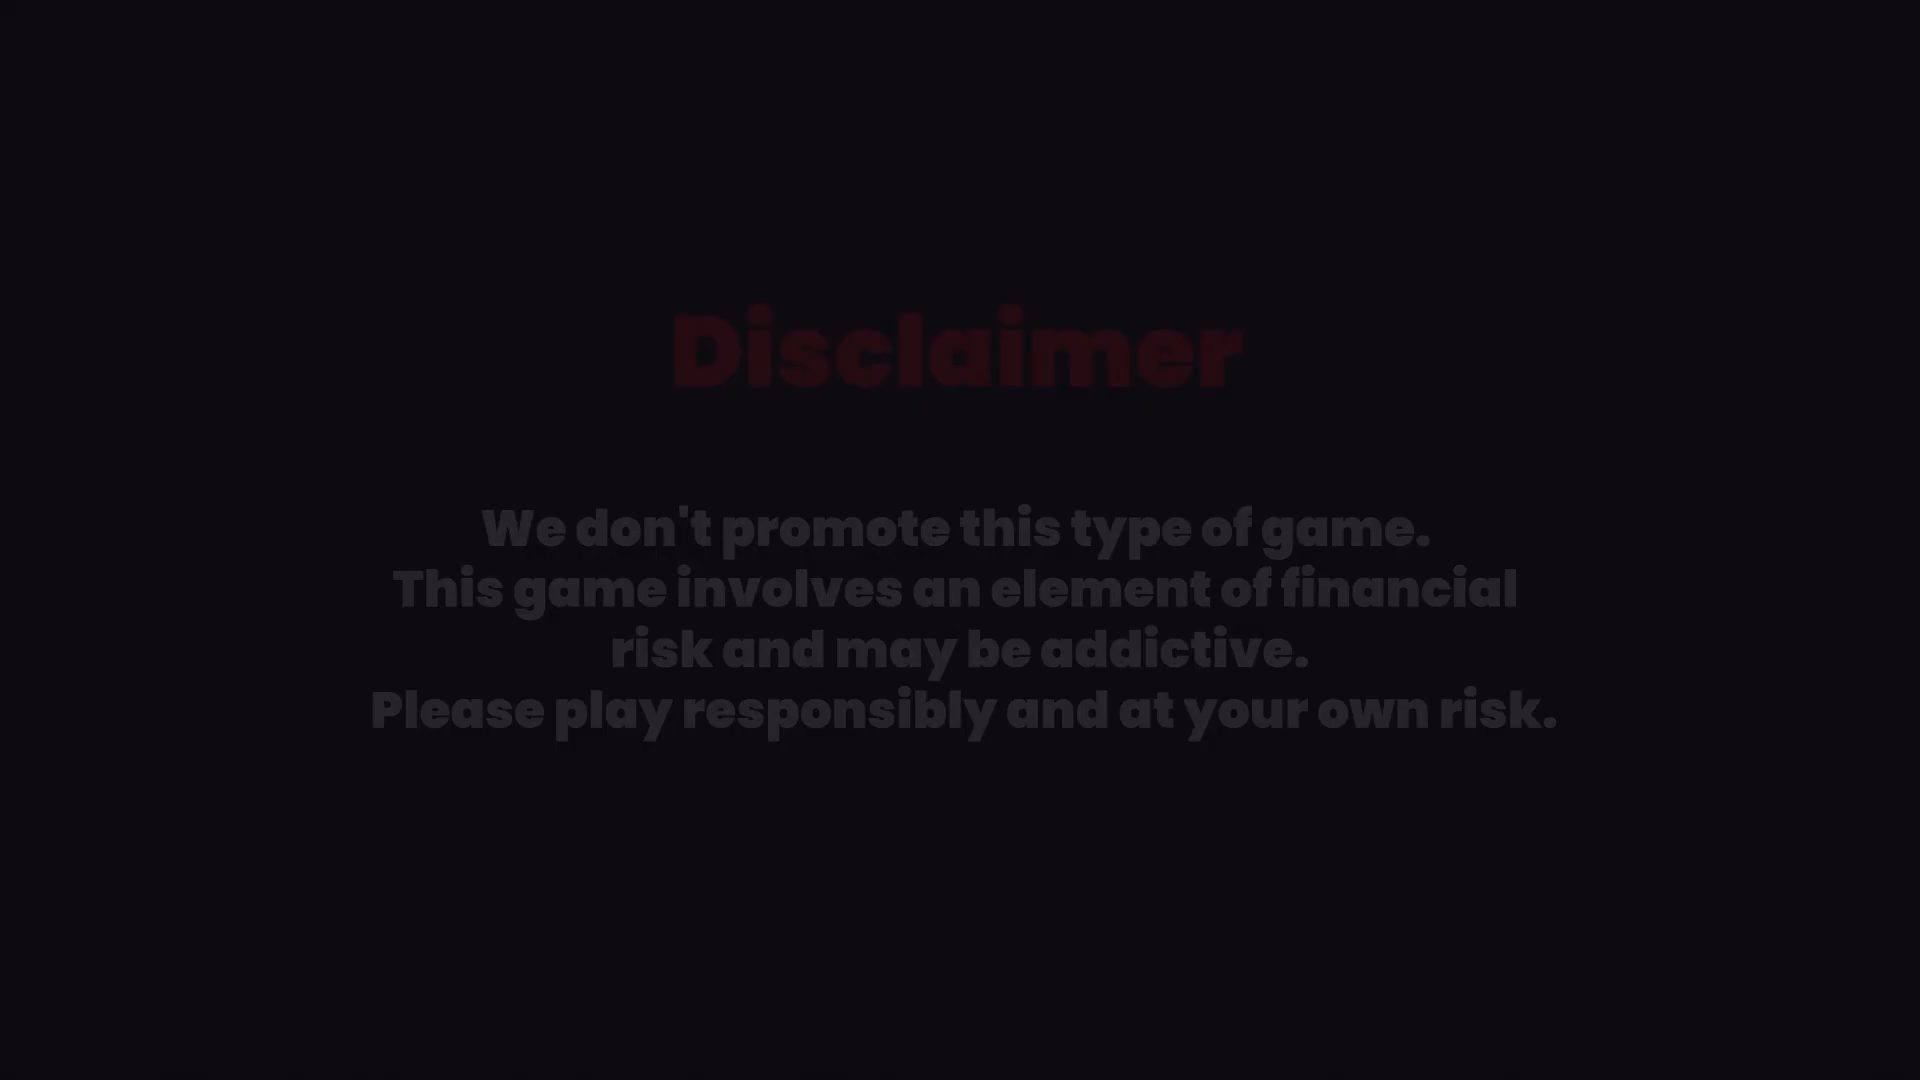 Disclaimer
We don't promote this type of game.
This game involves an element of financial
risk and may be addictive.
Please play responsibly and at your own risk.